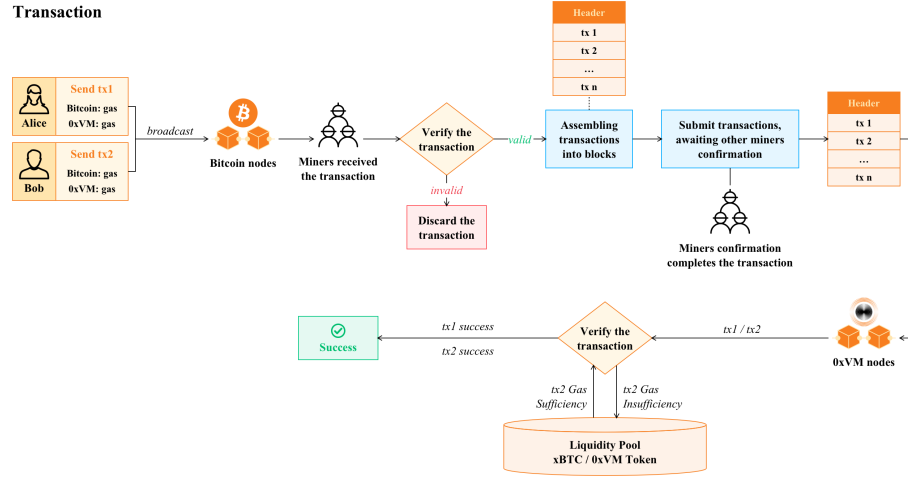 Transaction
Header
tx 1
tx 2
...
tx n
Send tx1
Bitcoin: gas
0xVM: gas
Alice
Send tx2
Bitcoin: gas
0xVM: gas
Bob
broadcast
Bitcoin nodes
Miners received
the transaction
Verify the
transaction
valid
invalid
Discard the
transaction
Assembling
transactions
into blocks
Submit transactions,
awaiting other miners
confirmation
Miners confirmation
completes the transaction
Header
tx 1
tx 2
...
tx n
0xVM nodes
tx1 / tx2
Verify the
transaction
tx1 success
tx2 success
Success
tx2 Gas
Sufficiency
tx2 Gas
Insufficiency
Liquidity Pool
xBTC / 0xVM Token